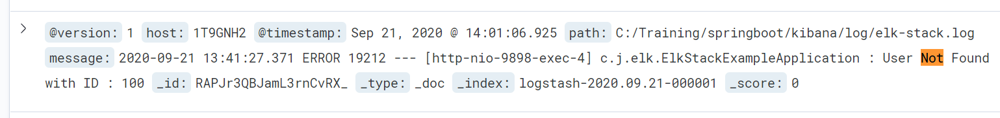 @version: 1 host: 1T9GNH2 @timestamp: Sep 21, 2020 @ 14:01:06.925 path: C:/Training/springboot/kibana/log/elk-stack.log
message: 2020-09-21 13:41:27.371 ERROR 19212 --- [http-nio-9898-exec-4] c.j.elk.ElkStackExampleApplication : User Not Found
with ID : 100 _id: RAPJr3QBJamL3rnCvRX_ _type: _doc _index: logstash-2020.09.21-000001 _score: 0